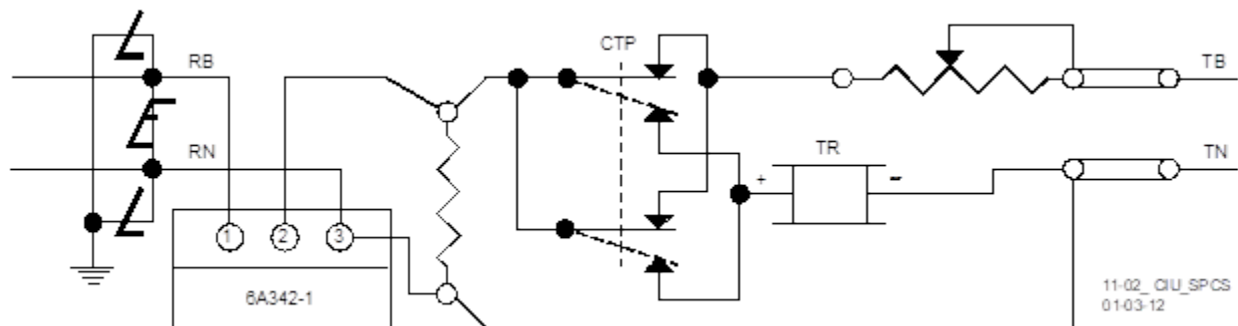 CTP
RB
TB
RN
TR
TN
+
-
1 2 3
6A342-1
11-02_ CIU_SPCS
01-03-12